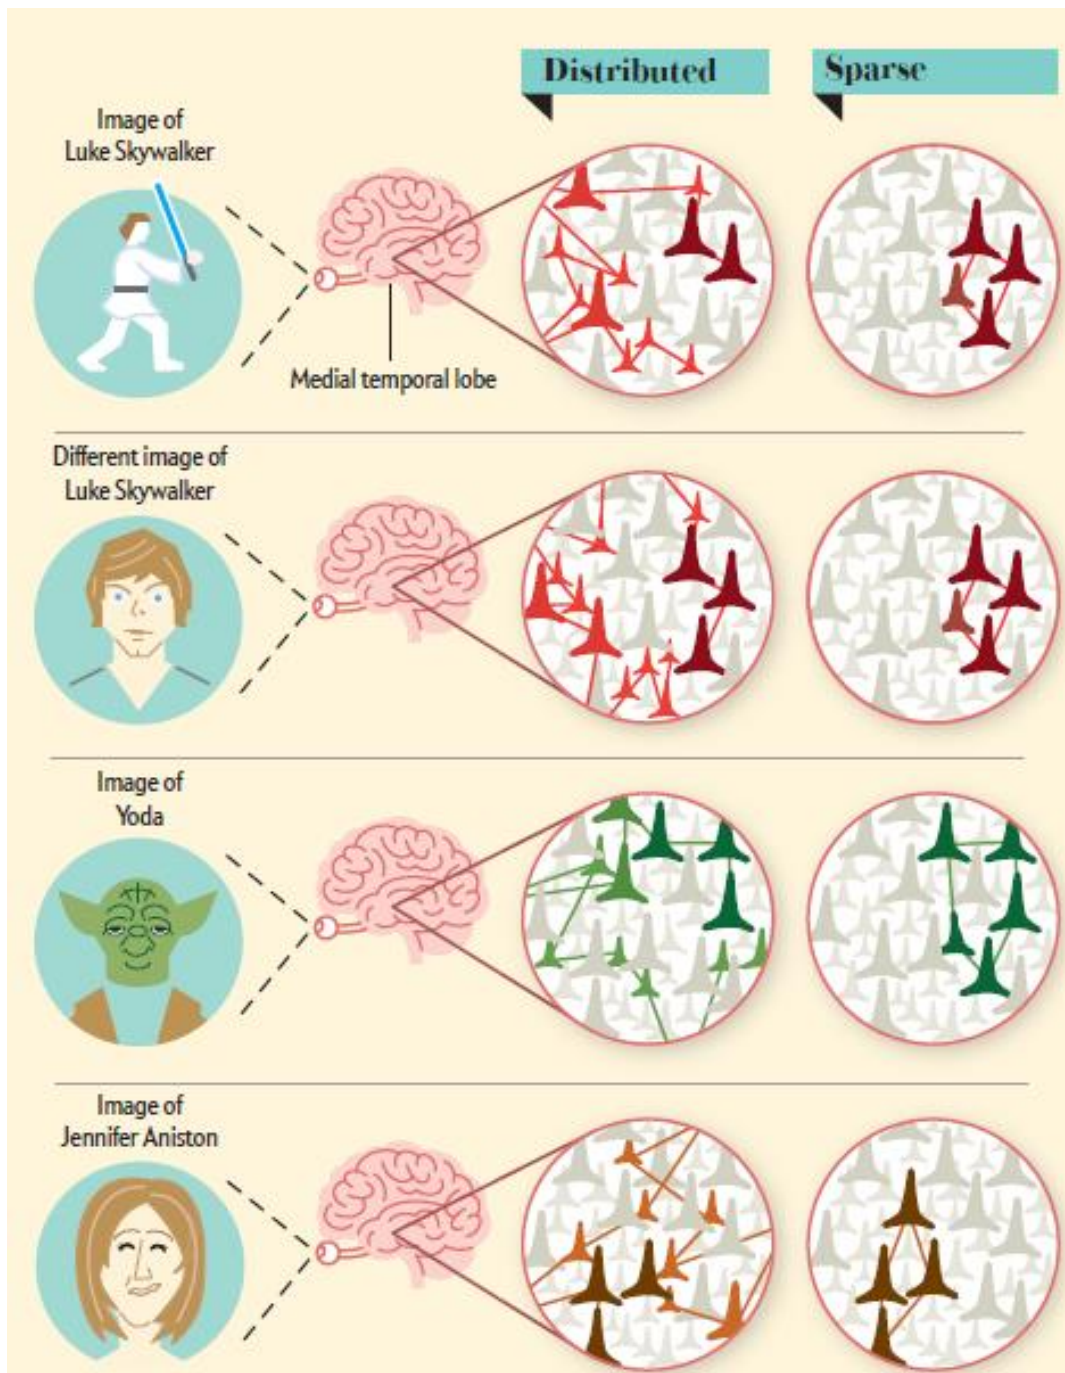 Distributed
Sparse
Image of
Luke Skywalker
Medial temporal lobe
Different image of
Luke Skywalker
Image of
Yoda
Image of
Jennifer Aniston